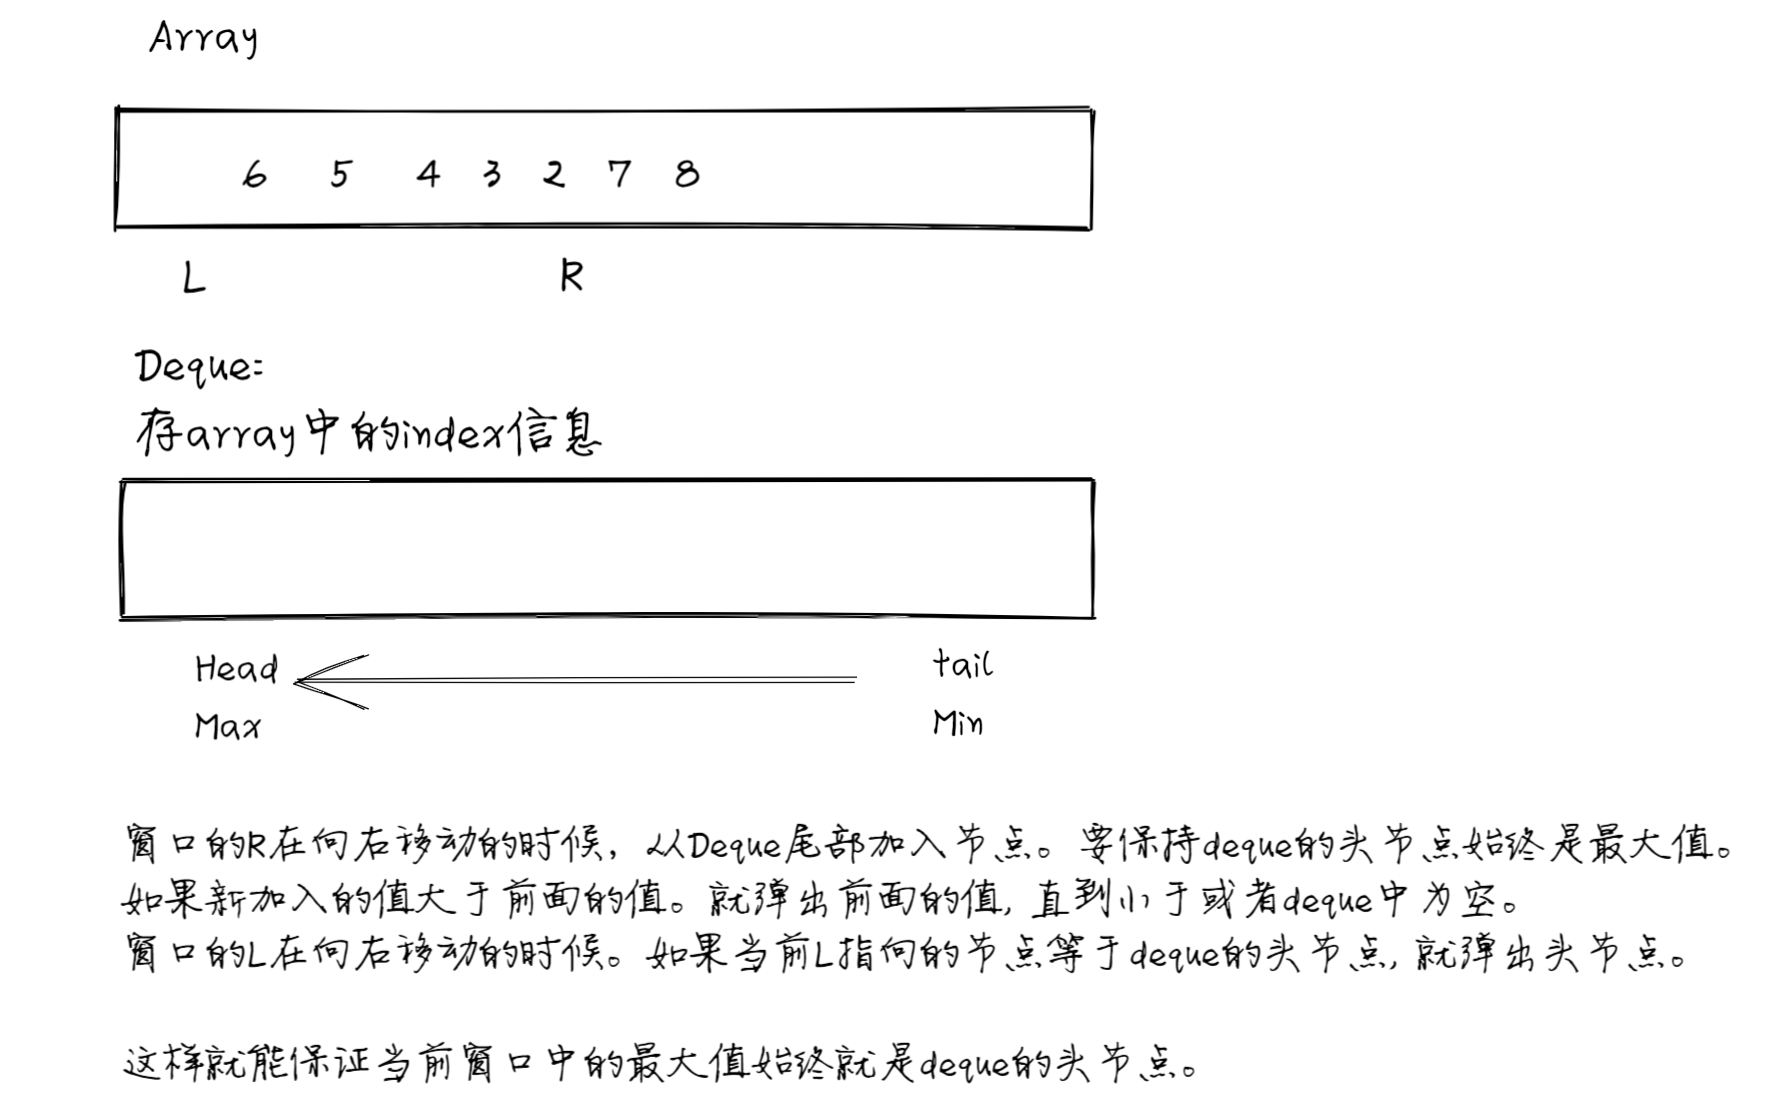 Array
6 5 4 3 2 7 8
L R
Deque:
存array中的index信息
Head tail
Max Min
窗口的R在向右移动的时候，从Deque尾部加入节点。要保持deque的头节点始终是最大值。
如果新加入的值大于前面的值。就弹出前面的值，直到小于或者deque中为空。
窗口的L在向右移动的时候。如果当前L指向的节点等于deque的头节点，就弹出头节点。
这样就能保证当前窗口中的最大值始终就是deque的头节点。